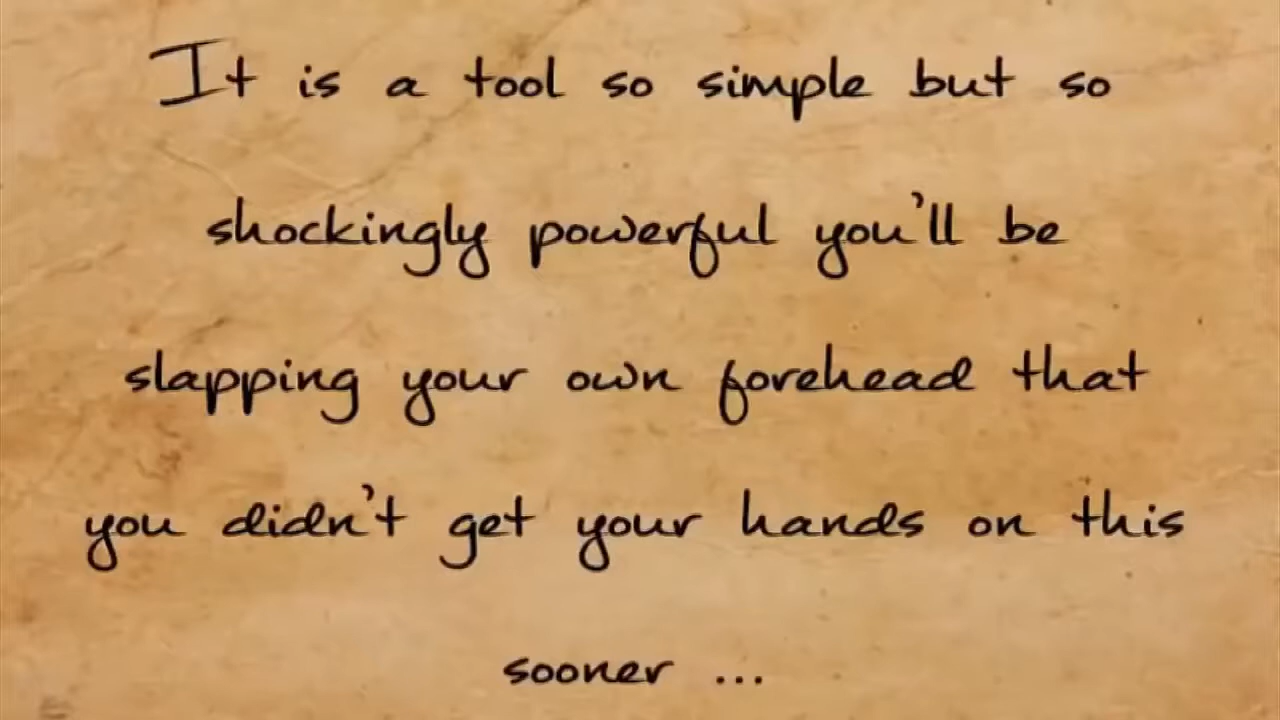 It is a tool so simple but so
shockingly powerful you'll be
slapping your own forehead that
you didn't get your hands on this
sooner ...